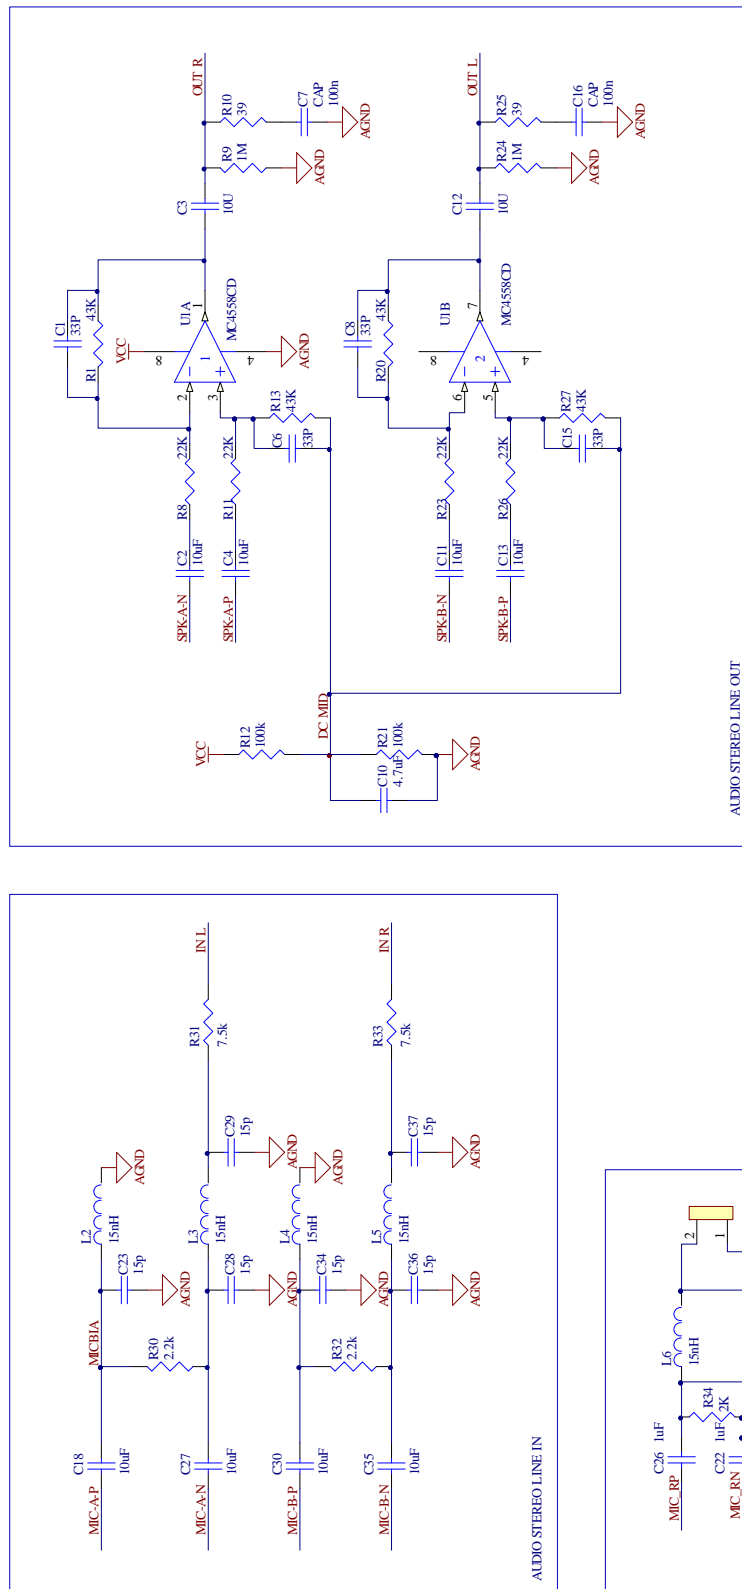 OUT R
R10
39
C7
CAP
100n
AGND
R9
1M
AGND
C3
10U
C1
33P
R1
43K
VCC
U1A
MC4558CD
1
8
1
4
AGND
2
3
R8
22K
R11
22K
R13
43K
C6
33P
C2
10uF
C4
10uF
SPK-A-N
SPK-A-P
OUT L
R25
39
C16
CAP
100n
AGND
R24
1M
AGND
C12
10U
C8
33P
R20
43K
U1B
MC4558CD
7
8
2
4
6
5
R23
22K
R26
22K
R27
43K
C15
33P
C11
10uF
C13
10uF
SPK-B-N
SPK-B-P
DC MID
VCC
R12
100k
R21
100k
C10
4.7uF
AGND
AUDIO STEREO LINE OUT
IN L
IN R
R31
7.5k
R33
7.5k
L2
15nH
AGND
C23
15p
AGND
L3
15nH
C29
15p
AGND
C28
15p
AGND
L4
15nH
AGND
C34
15p
AGND
L5
15nH
C37
15p
AGND
C36
15p
AGND
MICBIA
R30
2.2k
R32
2.2k
C18
10uF
MIC-A-P
C27
10uF
MIC-A-N
C30
10uF
MIC-B-P
C35
10uF
MIC-B-N
AUDIO STEREO LINE IN
2
1
L6
15nH
R34
2K
C26
1uF
MIC_RP
C22
1uF
MIC_RN